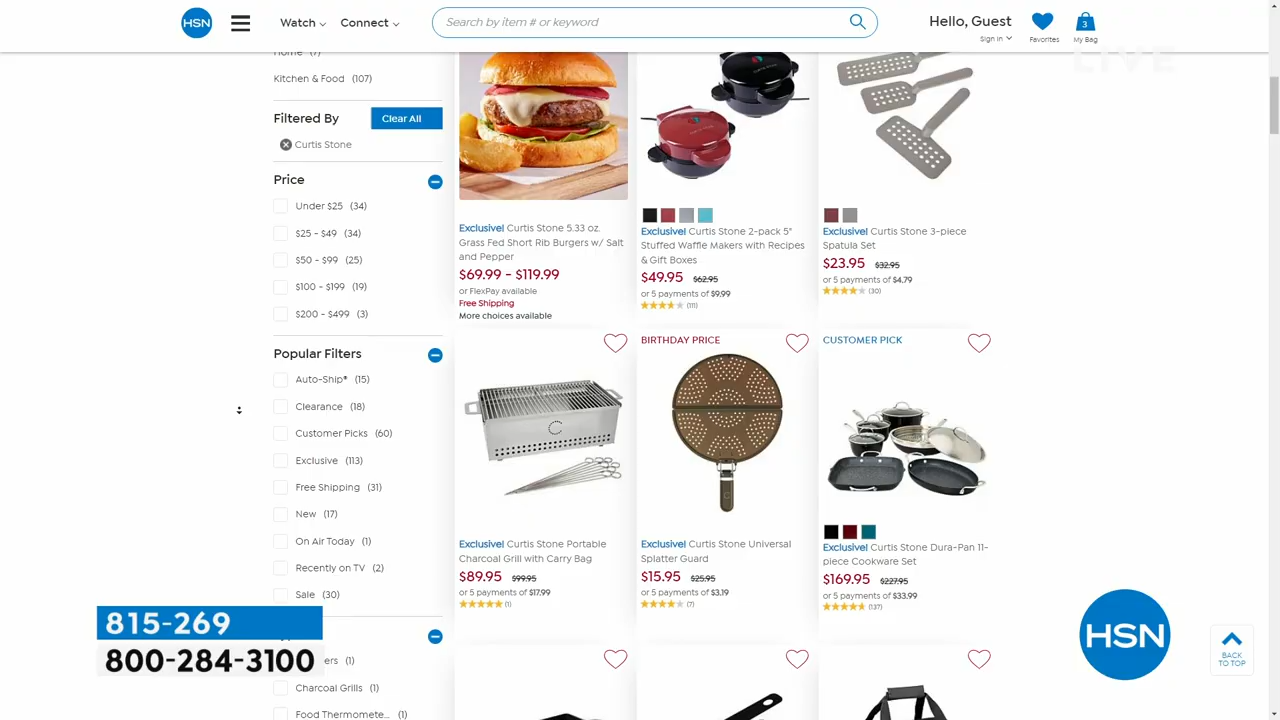 HSN
Watch
Connect
Search by item # or keyword
Hello, Guest
Sign In
Favorites
3
My Bag
LIVE
Home (7)
Kitchen & Food (107)
Filtered By
Clear All
Curtis Stone
Price
Under $25 (34)
$25 - $49 (34)
$50 - $99 (25)
$100 - $199 (19)
$200 - $499 (3)
Popular Filters
Auto-Ship® (15)
Clearance (18)
Customer Picks (60)
Exclusive (113)
Free Shipping (31)
New (17)
On Air Today (1)
Recently on TV (2)
Sale (30)
Charcoal Grills (1)
Food Thermomete... (1)
Exclusive! Curtis Stone 5.33 oz.
Grass Fed Short Rib Burgers w/ Salt
and Pepper
$69.99 - $119.99
or FlexPay available
Free Shipping
More choices available
Exclusive! Curtis Stone 2-pack 5"
Stuffed Waffle Makers with Recipes
& Gift Boxes
$49.95 $62.95
or 5 payments of $9.99
(111)
Exclusive! Curtis Stone 3-piece
Spatula Set
$23.95 $32.95
or 5 payments of $4.79
(30)
Exclusive! Curtis Stone Portable
Charcoal Grill with Carry Bag
$89.95 $99.95
or 5 payments of $17.99
(1)
BIRTHDAY PRICE
Exclusive! Curtis Stone Universal
Splatter Guard
$15.95 $25.95
or 5 payments of $3.19
(7)
CUSTOMER PICK
Exclusive! Curtis Stone Dura-Pan 11-
piece Cookware Set
$169.95 $227.95
or 5 payments of $33.99
(137)
815-269
800-284-3100
HSN
BACK
TO TOP